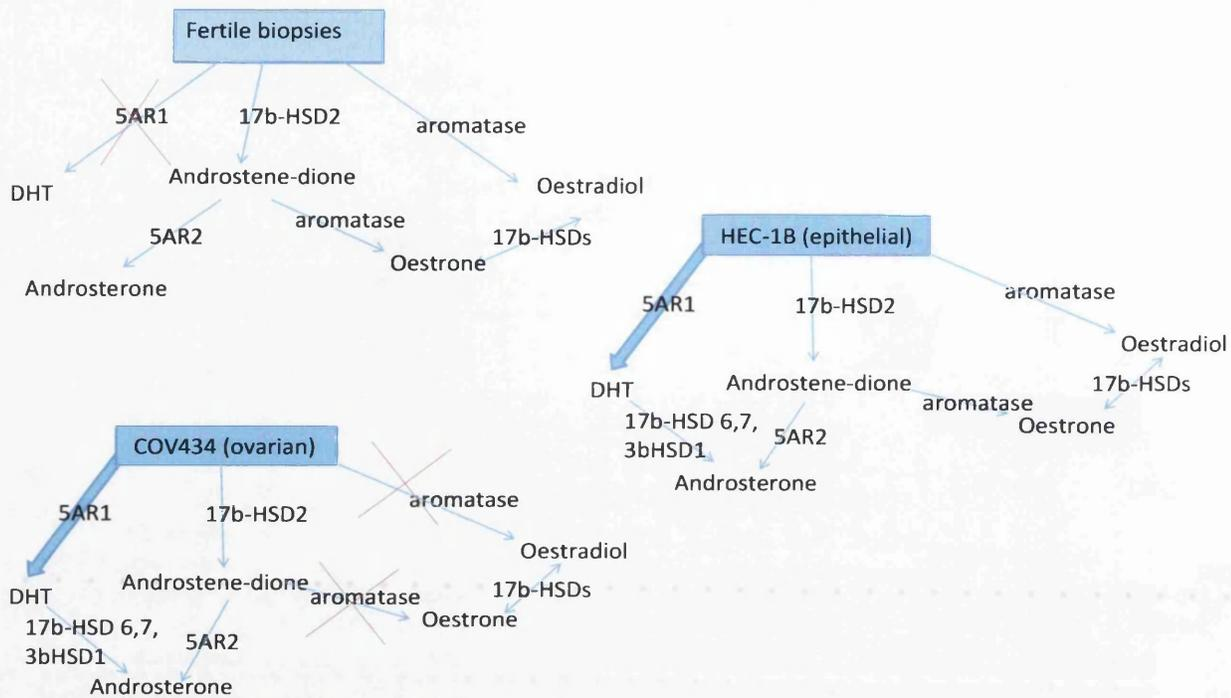 Fertile biopsies
5AR1
17b-HSD2
aromatase
DHT
Androstene-dione
Oestradiol
5AR2
aromatase
17b-HSDs
Oestrone
Androsterone
HEC-1B (epithelial)
5AR1
17b-HSD2
aromatase
Oestradiol
DHT
Androstene-dione
17b-HSDs
aromatase
Oestrone
17b-HSD 6,7,
3bHSD1
5AR2
Androsterone
COV434 (ovarian)
5AR1
17b-HSD2
aromatase
Oestradiol
DHT
Androstene-dione
aromatase
17b-HSDs
Oestrone
17b-HSD 6,7,
3bHSD1
5AR2
Androsterone